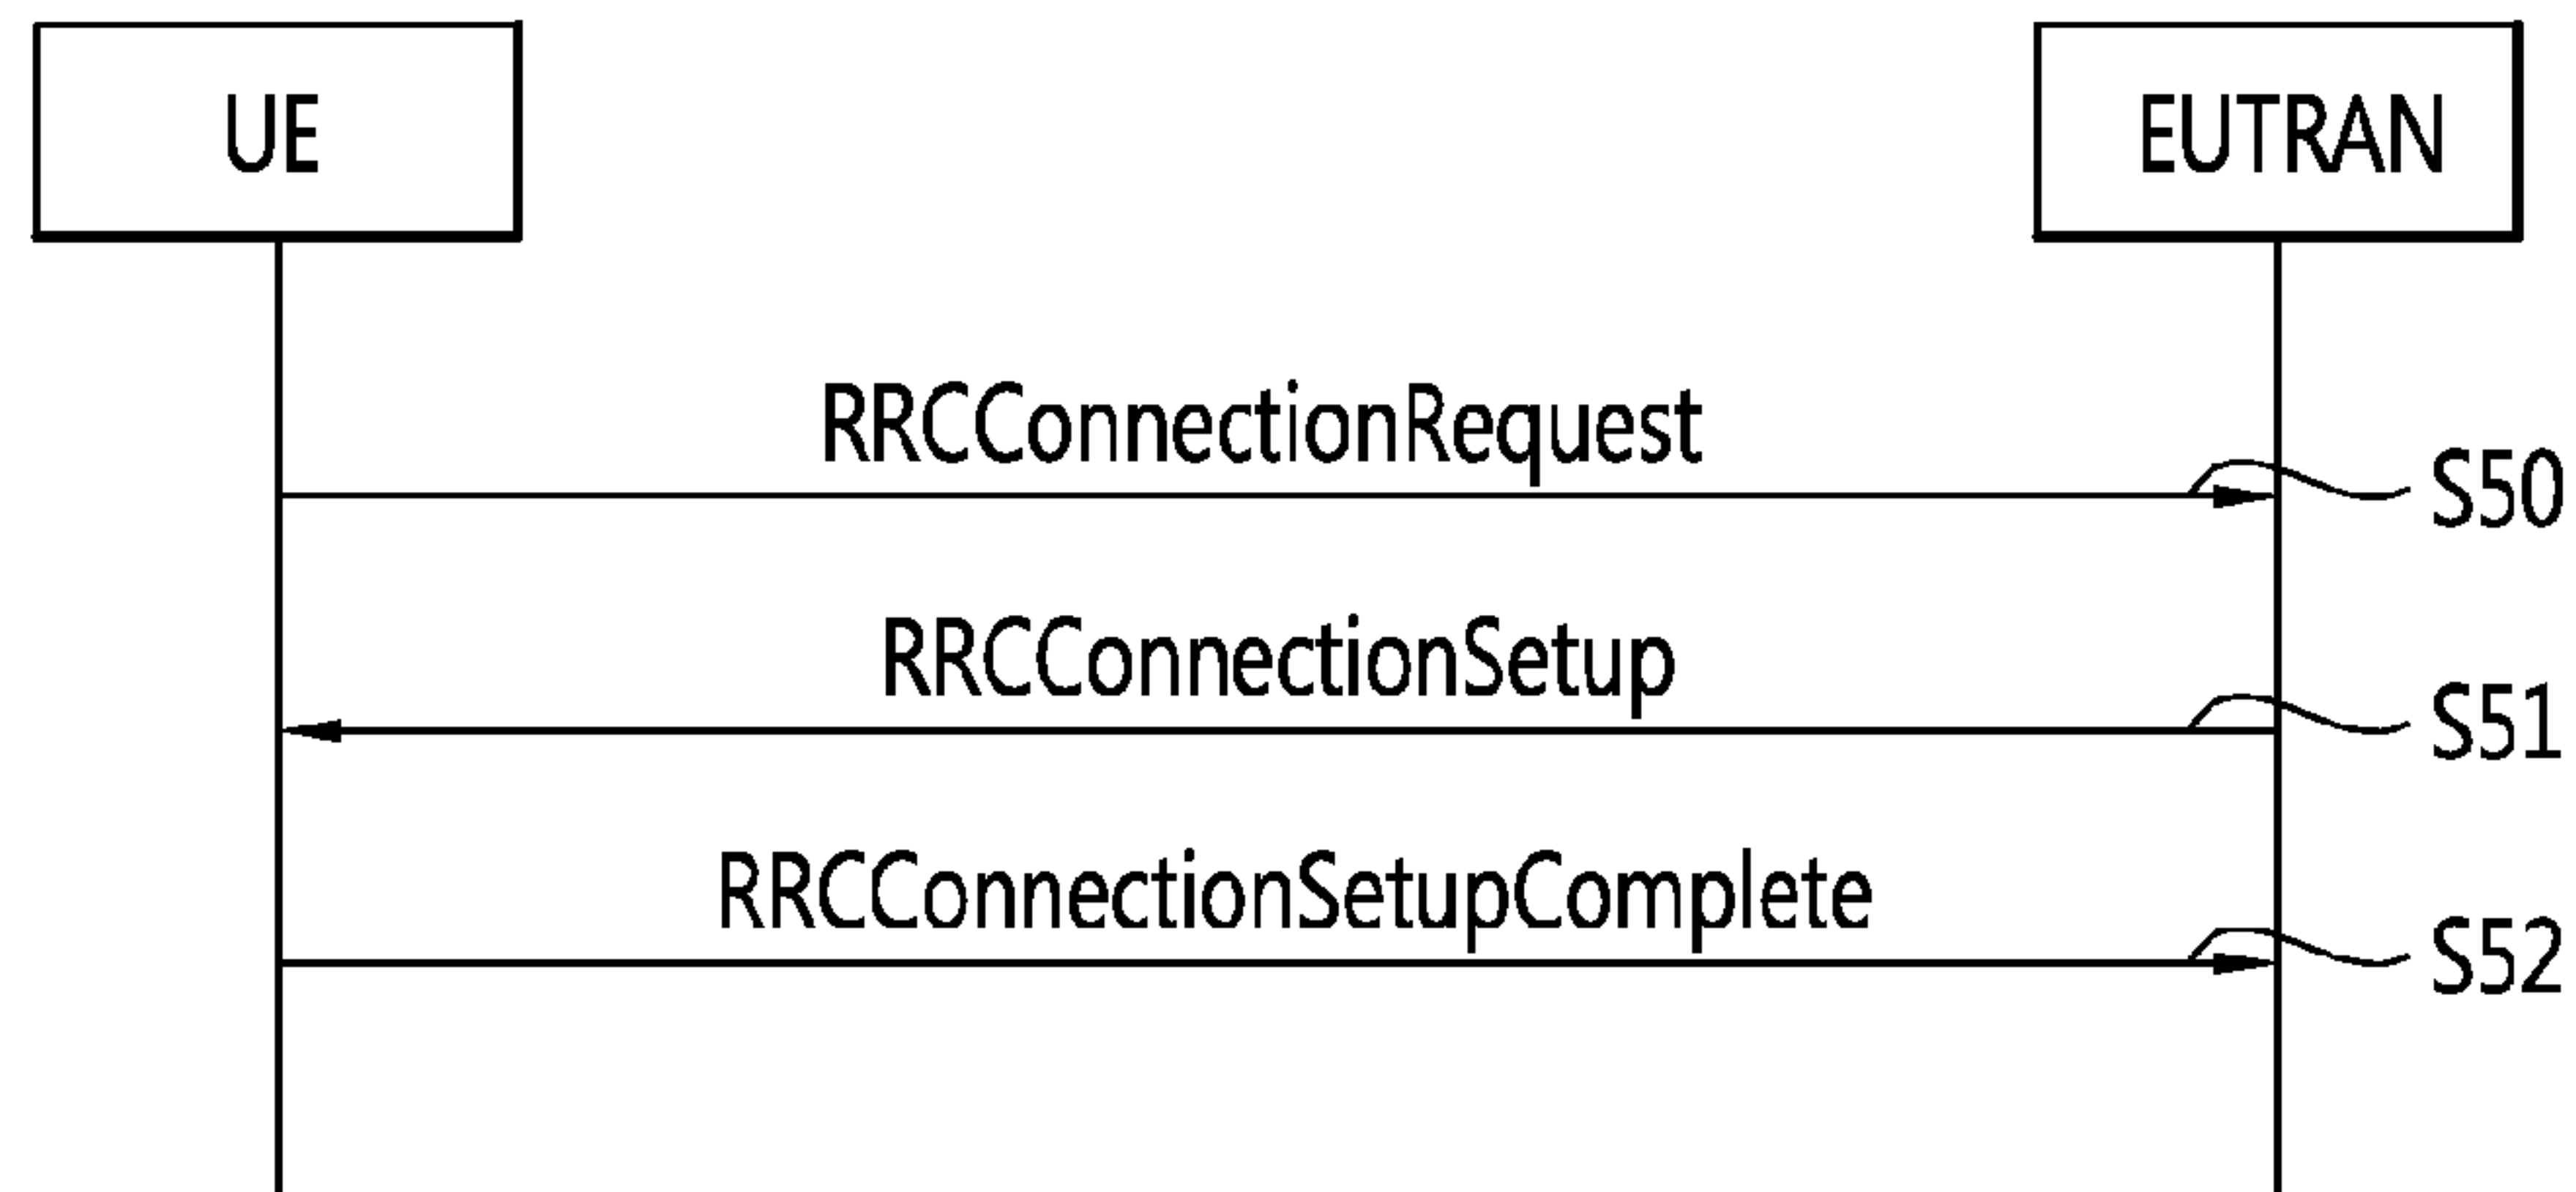 UE
EUTRAN
RRCConnectionRequest
S50
RRCConnectionSetup
S51
RRCConnectionSetupComplete
S52